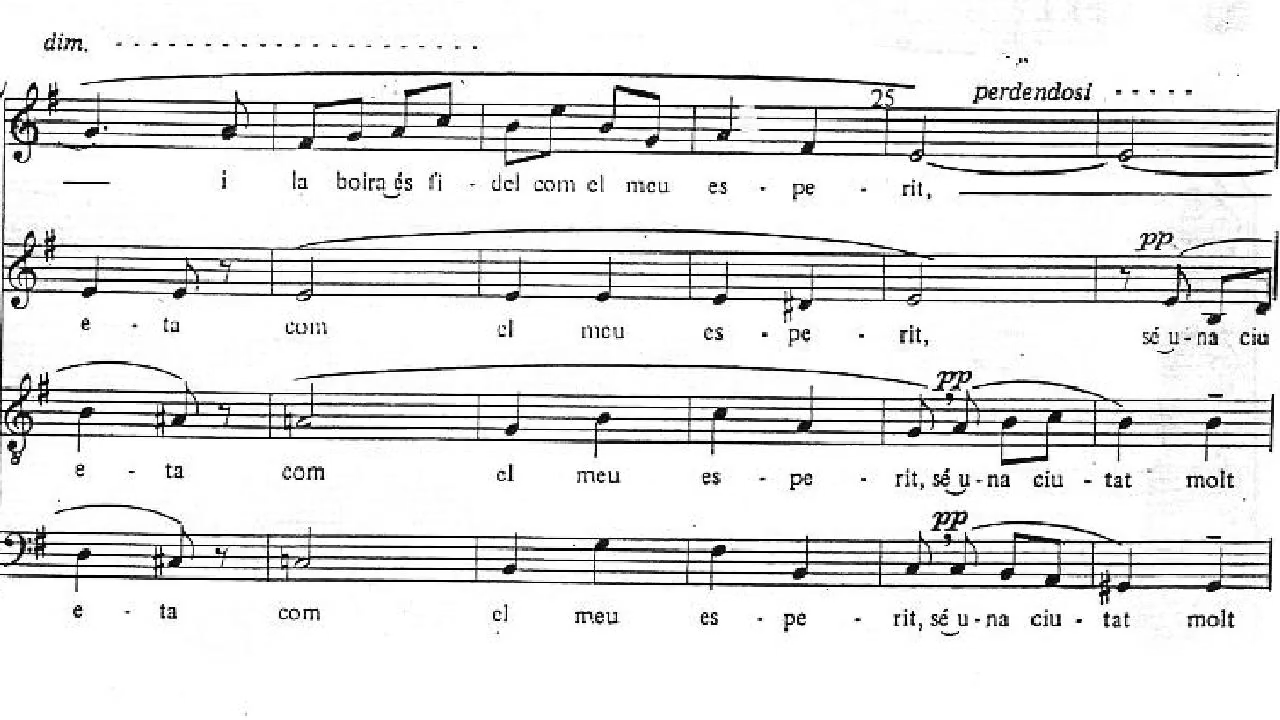 dim.
25
perdendosi
i la boira és fi - del com el meu es - pe - rit,
pp
e - ta com el meu es - pe - rit, sé u - na ciu
pp
8
e - ta com el meu es - pe - rit, sé u - na ciu - tat molt
pp
e - ta com el meu es - pe - rit, sé u - na ciu - tat molt